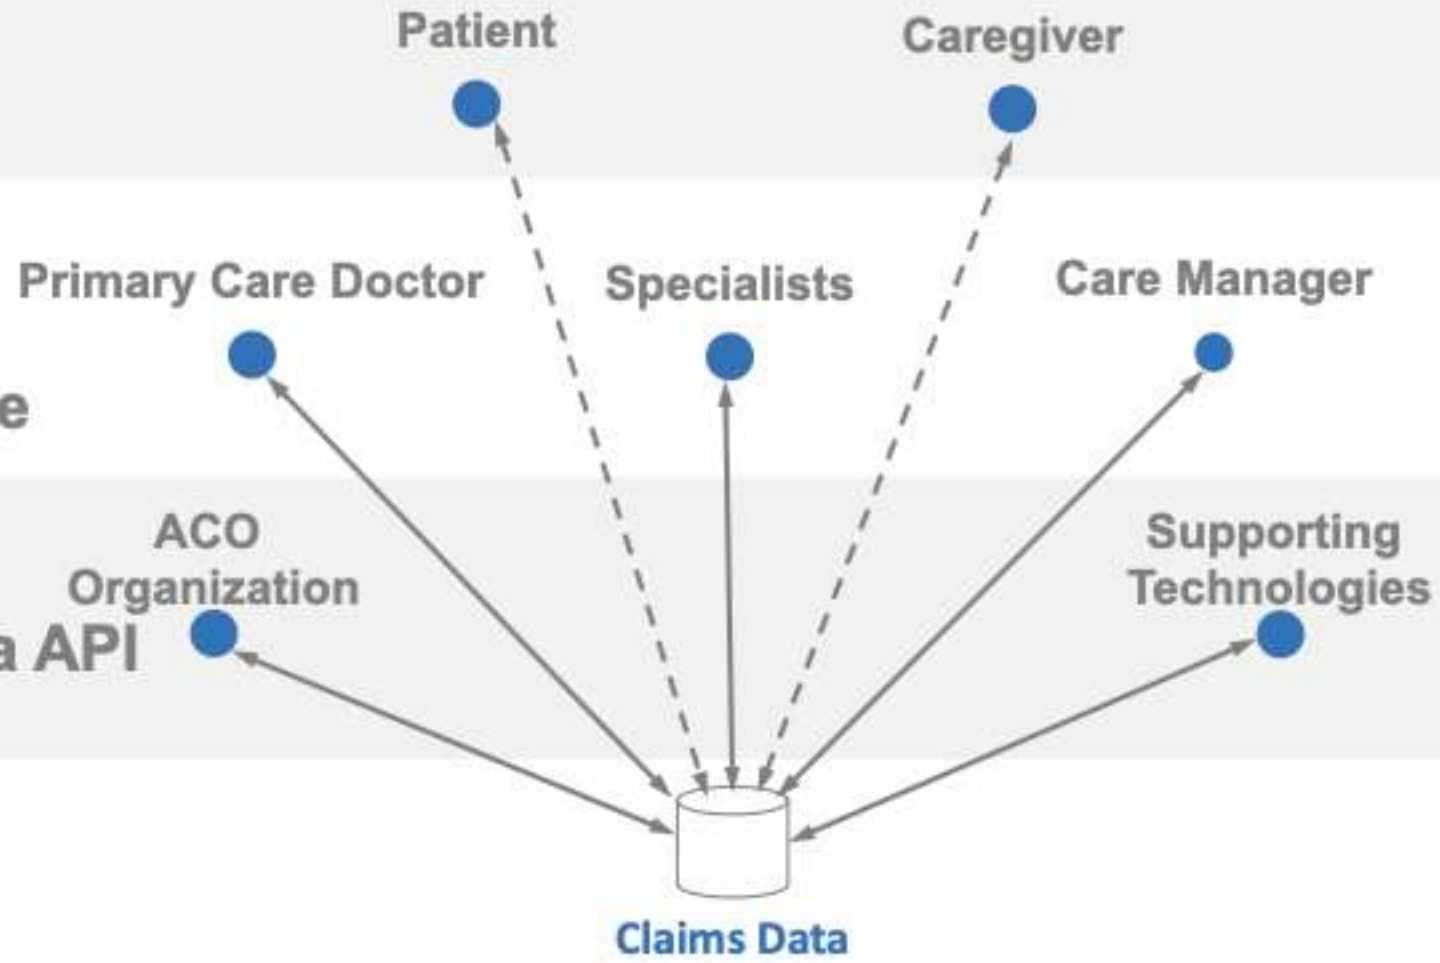 Patient
Caregiver
Primary Care Doctor
Specialists
Care Manager
e
ACO
Organization
Supporting
Technologies
a API
Claims Data